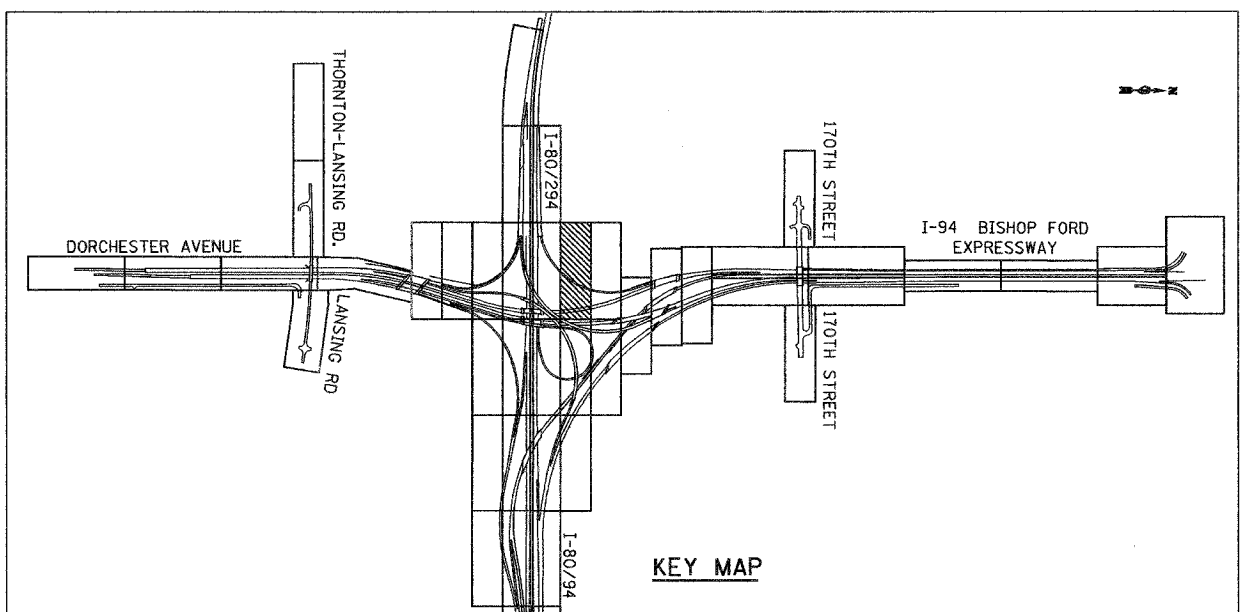 THORNTON-LANSING RD.
I-80/294
170TH STREET
N
DORCHESTER AVENUE
I-94 BISHOP FORD
EXPRESSWAY
LANSING RD
170TH STREET
I-80/94
KEY MAP